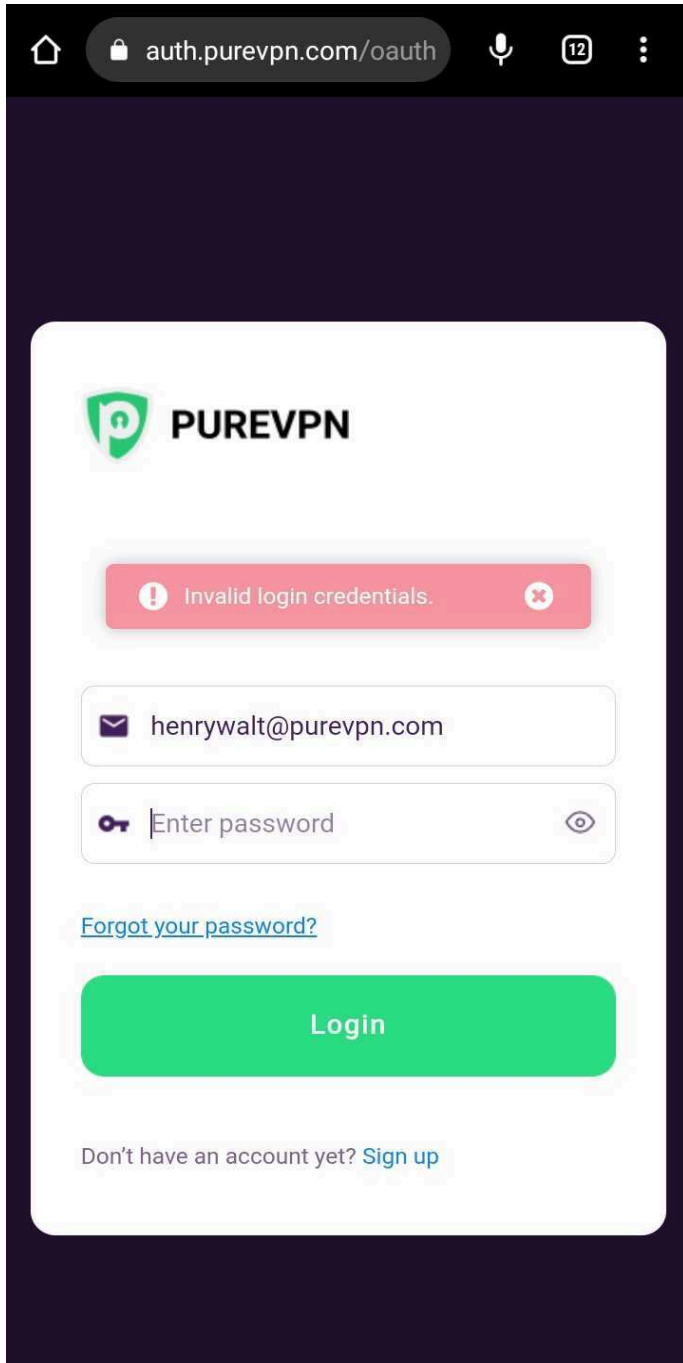 auth.purevpn.com/oauth
12
PUREVPN
Invalid login credentials.
henrywalt@purevpn.com
Enter password
Forgot your password?
Login
Don't have an account yet? Sign up